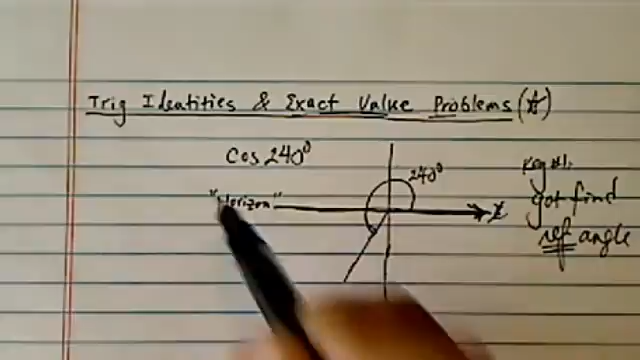 Trig Identities & Exact Value Problems (A)
Cos 240°
240°
"Horizon"
x
Key #1:
got find
ref angle